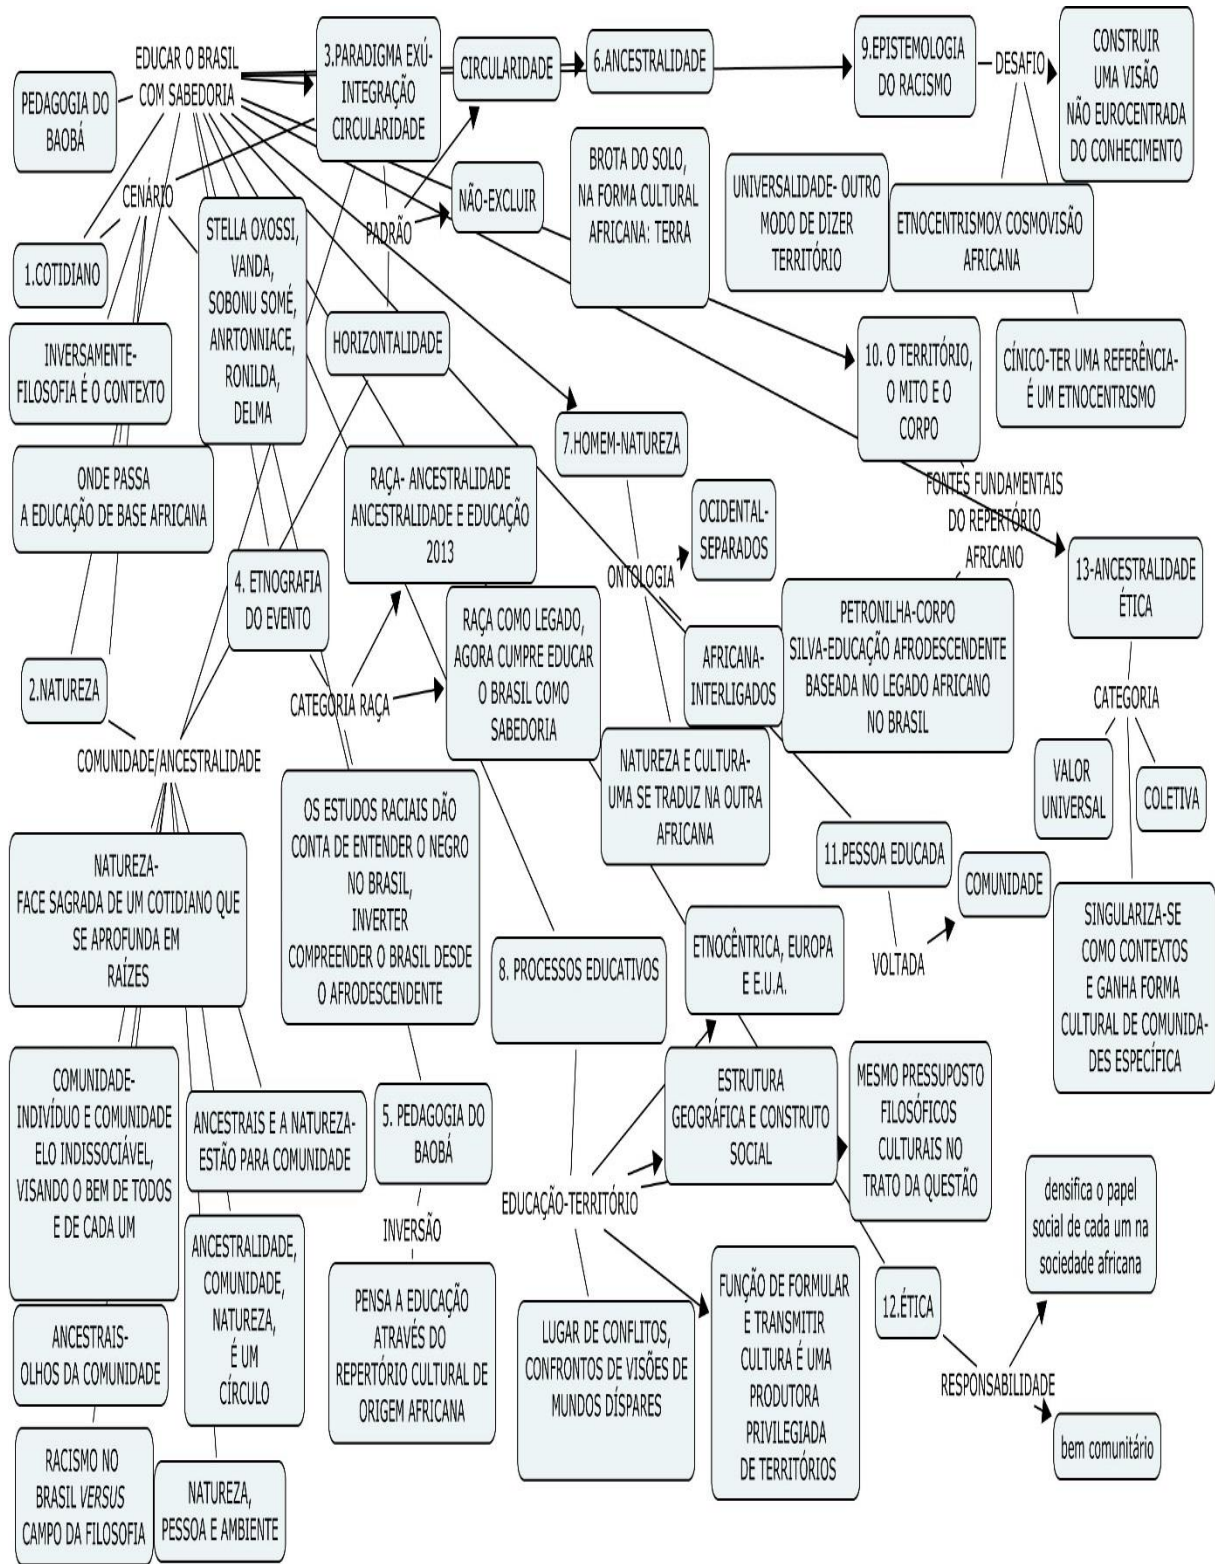 EDUCAR O BRASIL
COM SABEDORIA
PEDAGOGIA DO
BAOBÁ
3.PARADIGMA EXÚ-
INTEGRAÇÃO
CIRCULARIDADE
CIRCULARIDADE
6.ANCESTRALIDADE
9.EPISTEMOLOGIA
DO RACISMO
DESAFIO
CONSTRUIR
UMA VISÃO
NÃO EUROCENTRADA
DO CONHECIMENTO
CENÁRIO
1.COTIDIANO
STELLA OXOSSI,
VANDA,
SOBONU SOMÉ,
ANRTONNIACE,
RONILDA,
DELMA
PADRÃO
NÃO-EXCLUIR
BROTA DO SOLO,
NA FORMA CULTURAL
AFRICANA: TERRA
UNIVERSALIDADE- OUTRO
MODO DE DIZER
TERRITÓRIO
ETNOCENTRISMOX COSMOVISÃO
AFRICANA
INVERSAMENTE-
FILOSOFIA É O CONTEXTO
HORIZONTALIDADE
10. O TERRITÓRIO,
O MITO E O
CORPO
CÍNICO-TER UMA REFERÊNCIA-
É UM ETNOCENTRISMO
ONDE PASSA
A EDUCAÇÃO DE BASE AFRICANA
RAÇA- ANCESTRALIDADE
ANCESTRALIDADE E EDUCAÇÃO
2013
7.HOMEM-NATUREZA
OCIDENTAL-
SEPARADOS
FONTES FUNDAMENTAIS
DO REPERTÓRIO
AFRICANO
4. ETNOGRAFIA
DO EVENTO
ONTOLOGIA
13-ANCESTRALIDADE
ÉTICA
2.NATUREZA
CATEGORIA RAÇA
RAÇA COMO LEGADO,
AGORA CUMPRE EDUCAR
O BRASIL COMO
SABEDORIA
AFRICANA-
INTERLIGADOS
PETRONILHA-CORPO
SILVA-EDUCAÇÃO AFRODESCENDENTE
BASEADA NO LEGADO AFRICANO
NO BRASIL
CATEGORIA
COMUNIDADE/ANCESTRALIDADE
NATUREZA E CULTURA-
UMA SE TRADUZ NA OUTRA
AFRICANA
VALOR
UNIVERSAL
COLETIVA
OS ESTUDOS RACIAIS DÃO
CONTA DE ENTENDER O NEGRO
NO BRASIL,
INVERTER
COMPREENDER O BRASIL DESDE
O AFRODESCENDENTE
NATUREZA-
FACE SAGRADA DE UM COTIDIANO QUE
SE APROFUNDA EM
RAÍZES
11.PESSOA EDUCADA
COMUNIDADE
VOLTADA
8. PROCESSOS EDUCATIVOS
ETNOCÊNTRICA, EUROPA
E E.U.A.
SINGULARIZA-SE
COMO CONTEXTOS
E GANHA FORMA
CULTURAL DE COMUNIDA-
DES ESPECÍFICA
COMUNIDADE-
INDIVÍDUO E COMUNIDADE
ELO INDISSOCIÁVEL,
VISANDO O BEM DE TODOS
E DE CADA UM
ANCESTRAIS E A NATUREZA-
ESTÃO PARA COMUNIDADE
5. PEDAGOGIA DO
BAOBÁ
ESTRUTURA
GEOGRÁFICA E CONSTRUTO
SOCIAL
MESMO PRESSUPOSTO
FILOSÓFICOS
CULTURAIS NO
TRATO DA QUESTÃO
EDUCAÇÃO-TERRITÓRIO
INVERSÃO
densifica o papel
social de cada um na
sociedade africana
ANCESTRALIDADE,
COMUNIDADE,
NATUREZA,
É UM
CÍRCULO
PENSA A EDUCAÇÃO
ATRAVÉS DO
REPERTÓRIO CULTURAL DE
ORIGEM AFRICANA
LUGAR DE CONFLITOS,
CONFRONTOS DE VISÕES DE
MUNDOS DÍSPARES
FUNÇÃO DE FORMULAR
E TRANSMITIR
CULTURA É UMA
PRODUTORA
PRIVILEGIADA
DE TERRITÓRIOS
12.ÉTICA
RESPONSABILIDADE
bem comunitário
ANCESTRAIS-
OLHOS DA COMUNIDADE
RACISMO NO
BRASIL VERSUS
CAMPO DA FILOSOFIA
NATUREZA,
PESSOA E AMBIENTE